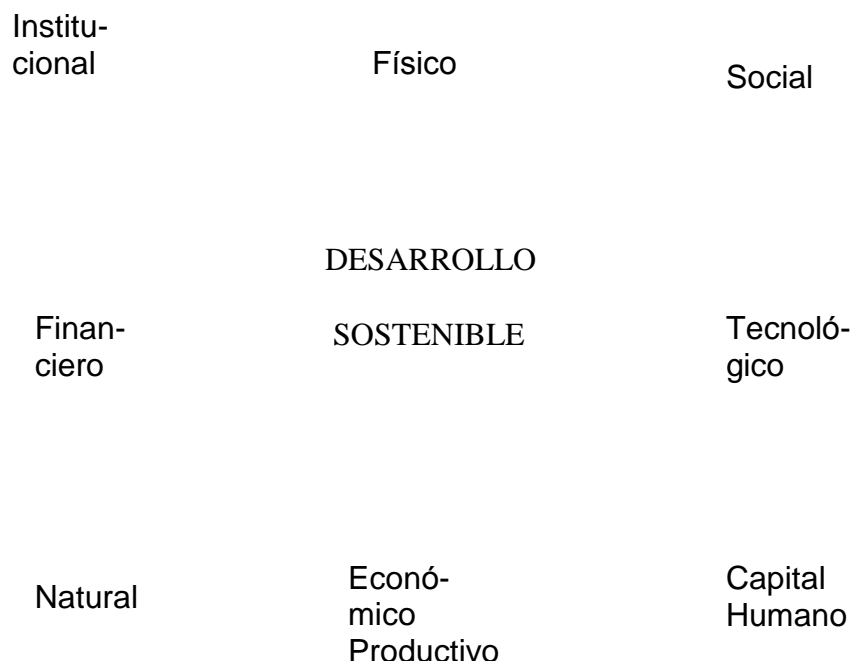 Institu-
cional
Físico
Social
DESARROLLO
SOSTENIBLE
Finan-
ciero
Tecnoló-
gico
Natural
Econó-
mico
Productivo
Capital
Humano